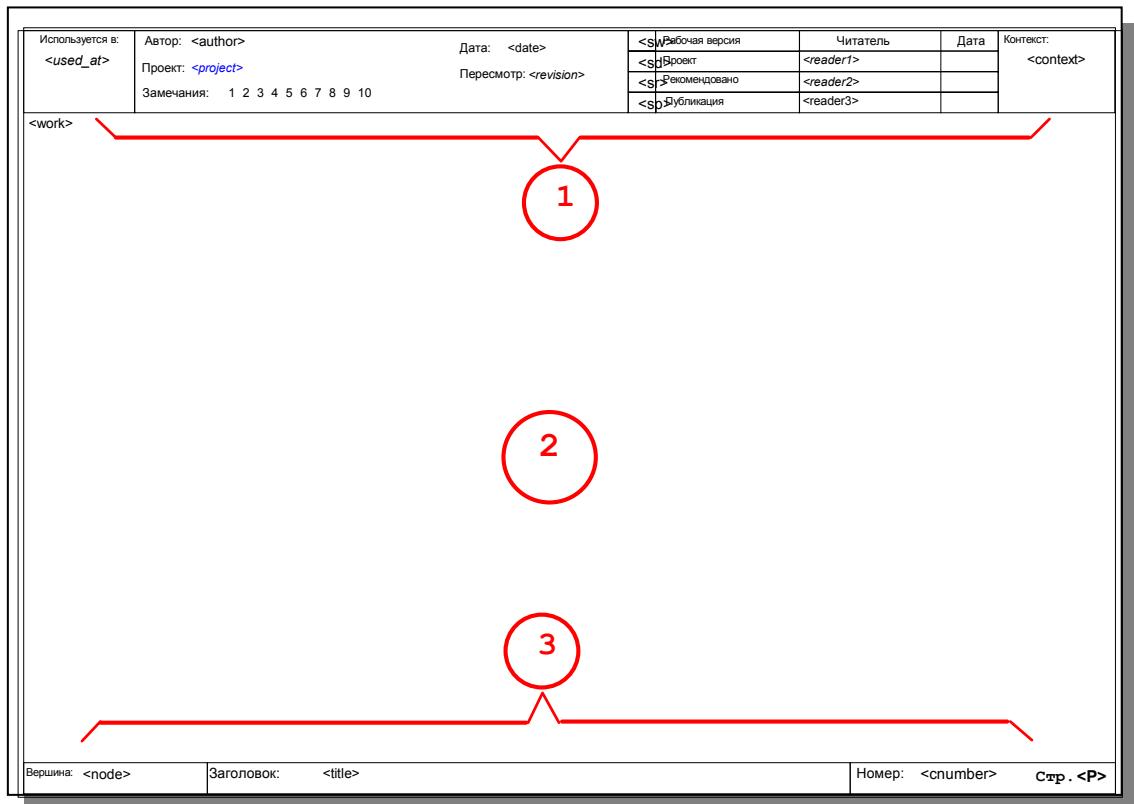 Используется в:
<used_at>
Автор: <author>
Проект: <project>
Замечания: 1 2 3 4 5 6 7 8 9 10
Дата: <date>
Пересмотр: <revision>
<sw> Рабочая версия Читатель Дата
<sd> Проект <reader1>
<sr> Рекомендовано <reader2>
<sp> Публикация <reader3>
Контекст:
<context>
<work>
1
2
3
Вершина: <node> Заголовок: <title> Номер: <cnumber> Стр.<P>